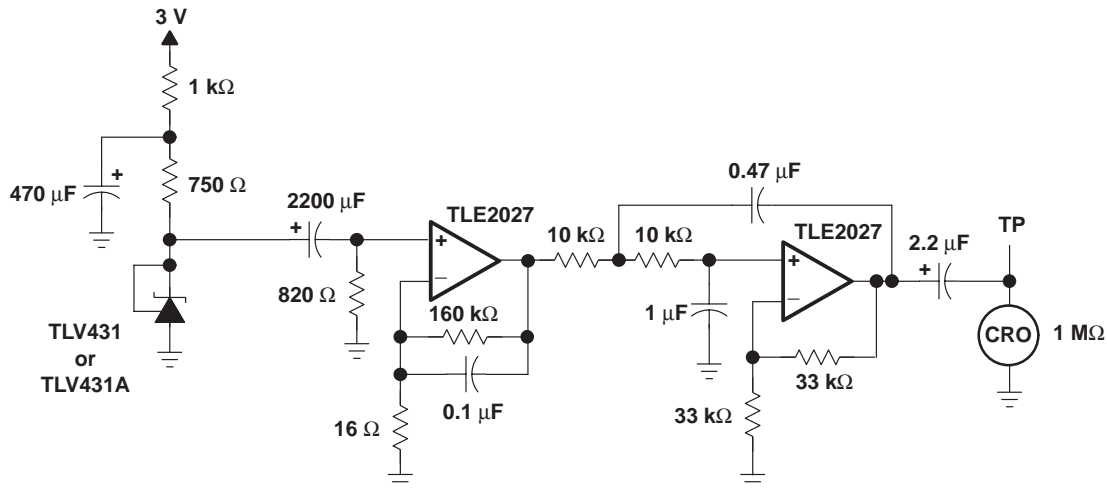 3 V
1 kΩ
470 µF
+
750 Ω
2200 µF
+
820 Ω
TLV431
or
TLV431A
TLE2027
+
–
160 kΩ
0.1 µF
16 Ω
10 kΩ
10 kΩ
0.47 µF
1 µF
TLE2027
+
–
33 kΩ
33 kΩ
2.2 µF
+
TP
CRO
1 MΩ